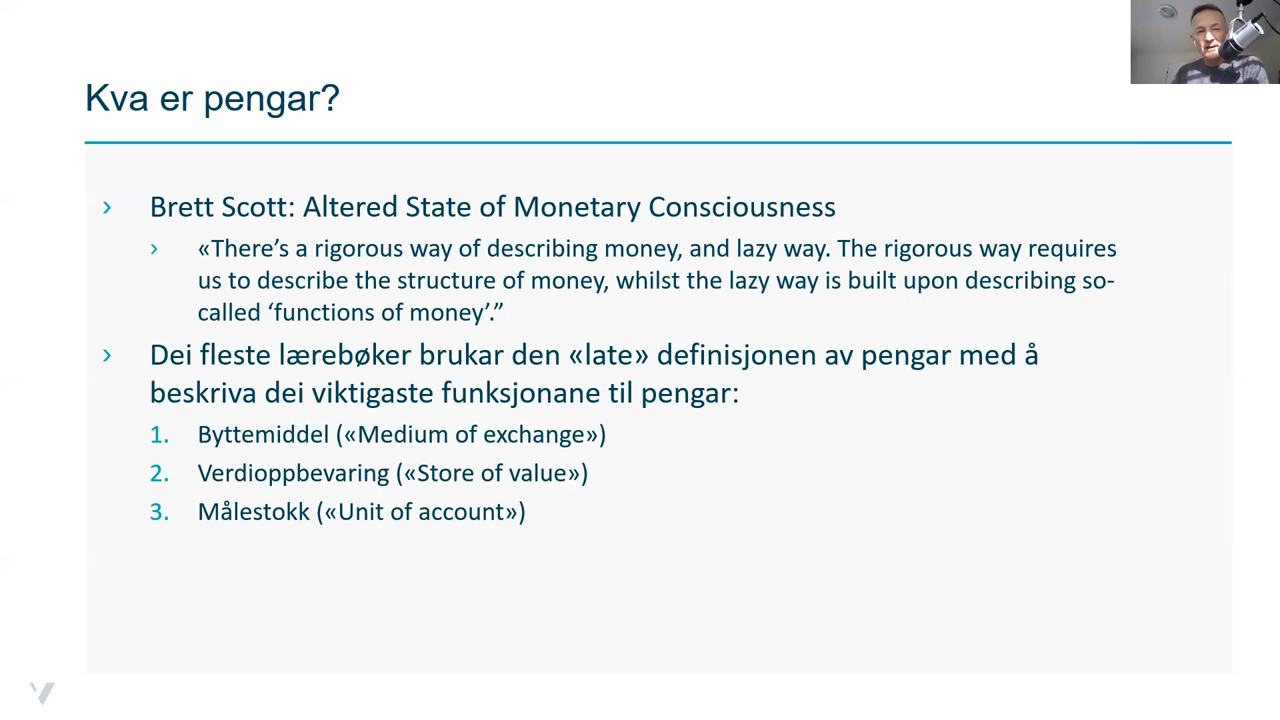 Kva er pengar?
Brett Scott: Altered State of Monetary Consciousness
«There’s a rigorous way of describing money, and lazy way. The rigorous way requires
us to describe the structure of money, whilst the lazy way is built upon describing so-
called ‘functions of money’.”
Dei fleste lærebøker brukar den «late» definisjonen av pengar med å
beskriva dei viktigaste funksjonane til pengar:
1. Byttemiddel («Medium of exchange»)
2. Verdioppbevaring («Store of value»)
3. Målestokk («Unit of account»)